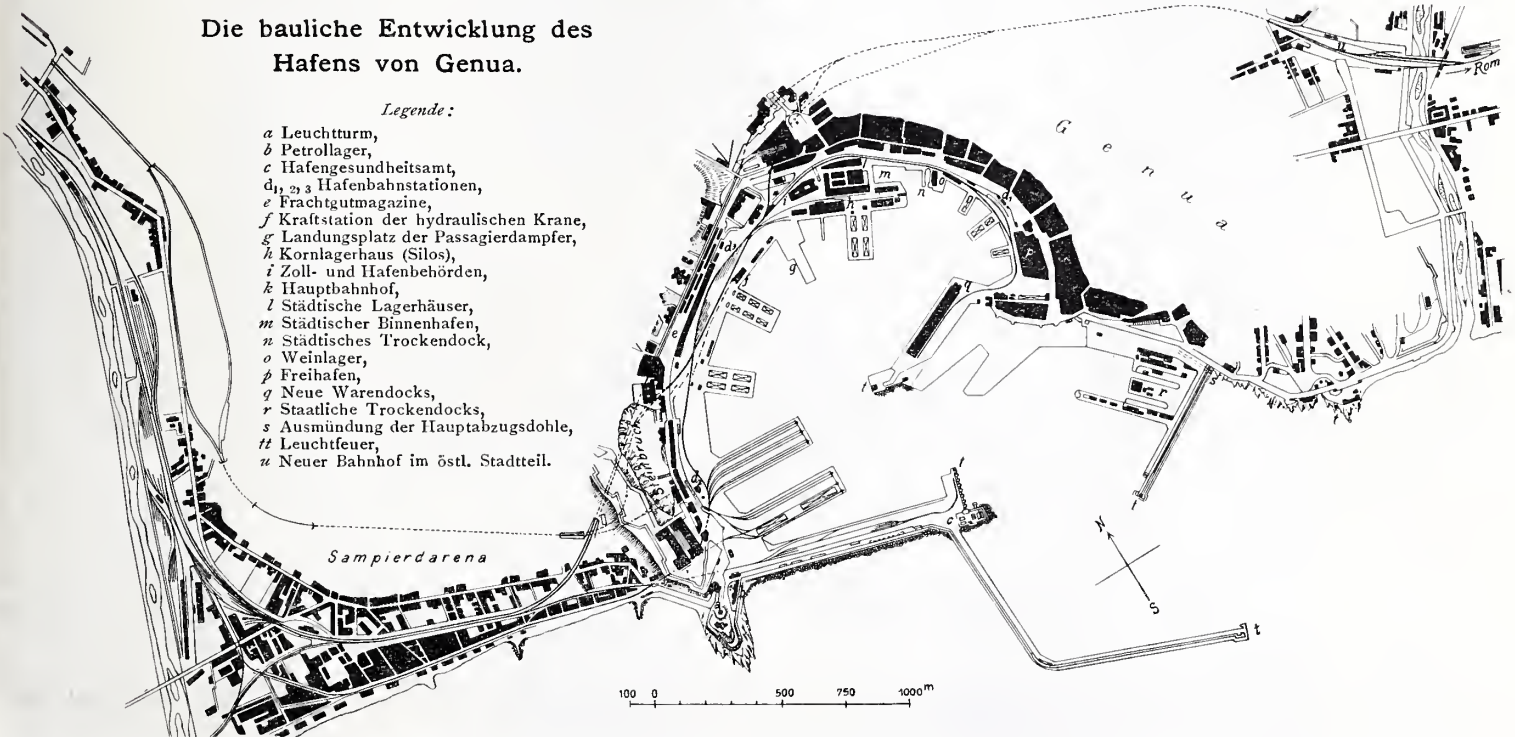 Die bauliche Entwicklung des
Hafens von Genua.
Legende:
a Leuchtturm,
b Petrollager,
c Hafengesundheitsamt,
d1, 2, 3 Hafenbahnstationen,
e Frachtgutmagazine,
f Kraftstation der hydraulischen Krane,
g Landungsplatz der Passagierdampfer,
h Kornlagerhaus (Silos),
i Zoll- und Hafenbehörden,
k Hauptbahnhof,
l Städtische Lagerhäuser,
m Städtischer Binnenhafen,
n Städtisches Trockendock,
o Weinlager,
p Freihafen,
q Neue Warendocks,
r Staatliche Trockendocks,
s Ausmündung der Hauptabzugsdohle,
tt Leuchtfeuer,
u Neuer Bahnhof im östl. Stadtteil.
u
Rom
Genua
m
n
o
d1
h
i
g
d3
f
e
q
p
t
s
r
t
t
c
a
Sampierdarena
N
S
t
100 0 500 750 1000m